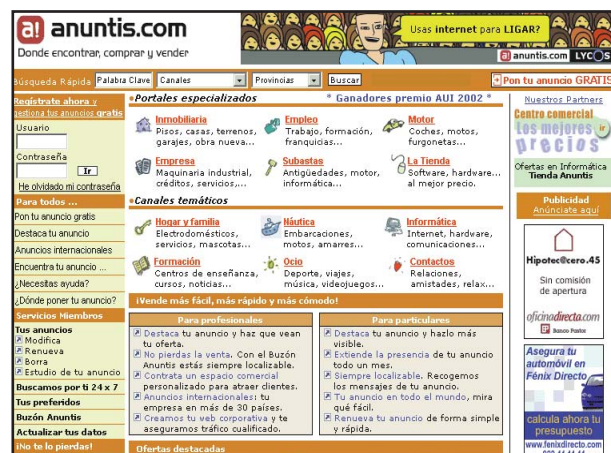 a! anuntis.com
Donde encontrar, comprar y vender
Usas internet para LIGAR?
a! anuntis.com LYCOS
Búsqueda Rápida Palabra Clave Canales Provincias Buscar
Pon tu anuncio GRATIS
Regístrate ahora y
gestiona tus anuncios gratis
Usuario
Contraseña
Ir
He olvidado mi contraseña
Para todos ...
Pon tu anuncio gratis
Destaca tu anuncio
Anuncios internacionales
Encuentra tu anuncio ...
¿Necesitas ayuda?
¿Dónde poner tu anuncio?
Servicios Miembros
Tus anuncios
Modifica
Renueva
Borra
Estudio de tu anuncio
Buscamos por ti 24 x 7
Tus preferidos
Buzón Anuntis
Actualizar tus datos
¡No te lo pierdas!
Portales especializados
* Ganadores premio AUI 2002 *
Inmobiliaria
Pisos, casas, terrenos,
garajes, obra nueva...
Empleo
Trabajo, formación,
franquicias...
Motor
Coches, motos,
furgonetas...
Empresa
Maquinaria industrial,
créditos, servicios,...
Subastas
Antigüedades, motor,
informática...
La Tienda
Software, hardware...
al mejor precio.
Canales temáticos
Hogar y familia
Electrodomésticos,
servicios, mascotas...
Náutica
Embarcaciones,
motos, amarres...
Informática
Internet, hardware,
comunicaciones...
Formación
Centros de enseñanza,
cursos, noticias...
Ocio
Deporte, viajes,
música, videojuegos...
Contactos
Relaciones,
amistades, relax...
¡Vende más fácil, más rápido y más cómodo!
Para profesionales
Destaca tu anuncio y haz que vean
tu oferta.
No pierdas la venta. Con el Buzón
Anuntis estás siempre localizable.
Contrata un espacio comercial
personalizado para atraer clientes.
Anuncios internacionales: tu
empresa en más de 30 países.
Creamos tu web corporativa y te
aseguramos tráfico cualificado.
Para particulares
Destaca tu anuncio y hazlo más
visible.
Extiende la presencia de tu anuncio
todo un mes.
Siempre localizable. Recogemos
los mensajes de tu anuncio.
Tu anuncio en todo el mundo, mira
qué fácil.
Renueva tu anuncio de forma simple
y rápida.
Ofertas destacadas
Nuestros Partners
Centro comercial
Los mejores
precios
ir
Ofertas en Informática
Tienda Anuntis
Publicidad
Anúnciate aquí
Hipotec@cero.45
Sin comisión
de apertura
oficinadirecta.com
Banco Pastor
Asegura tu
automóvil en
Fénix Directo
calcula ahora tu
presupuesto
www.fenixdirecto.com